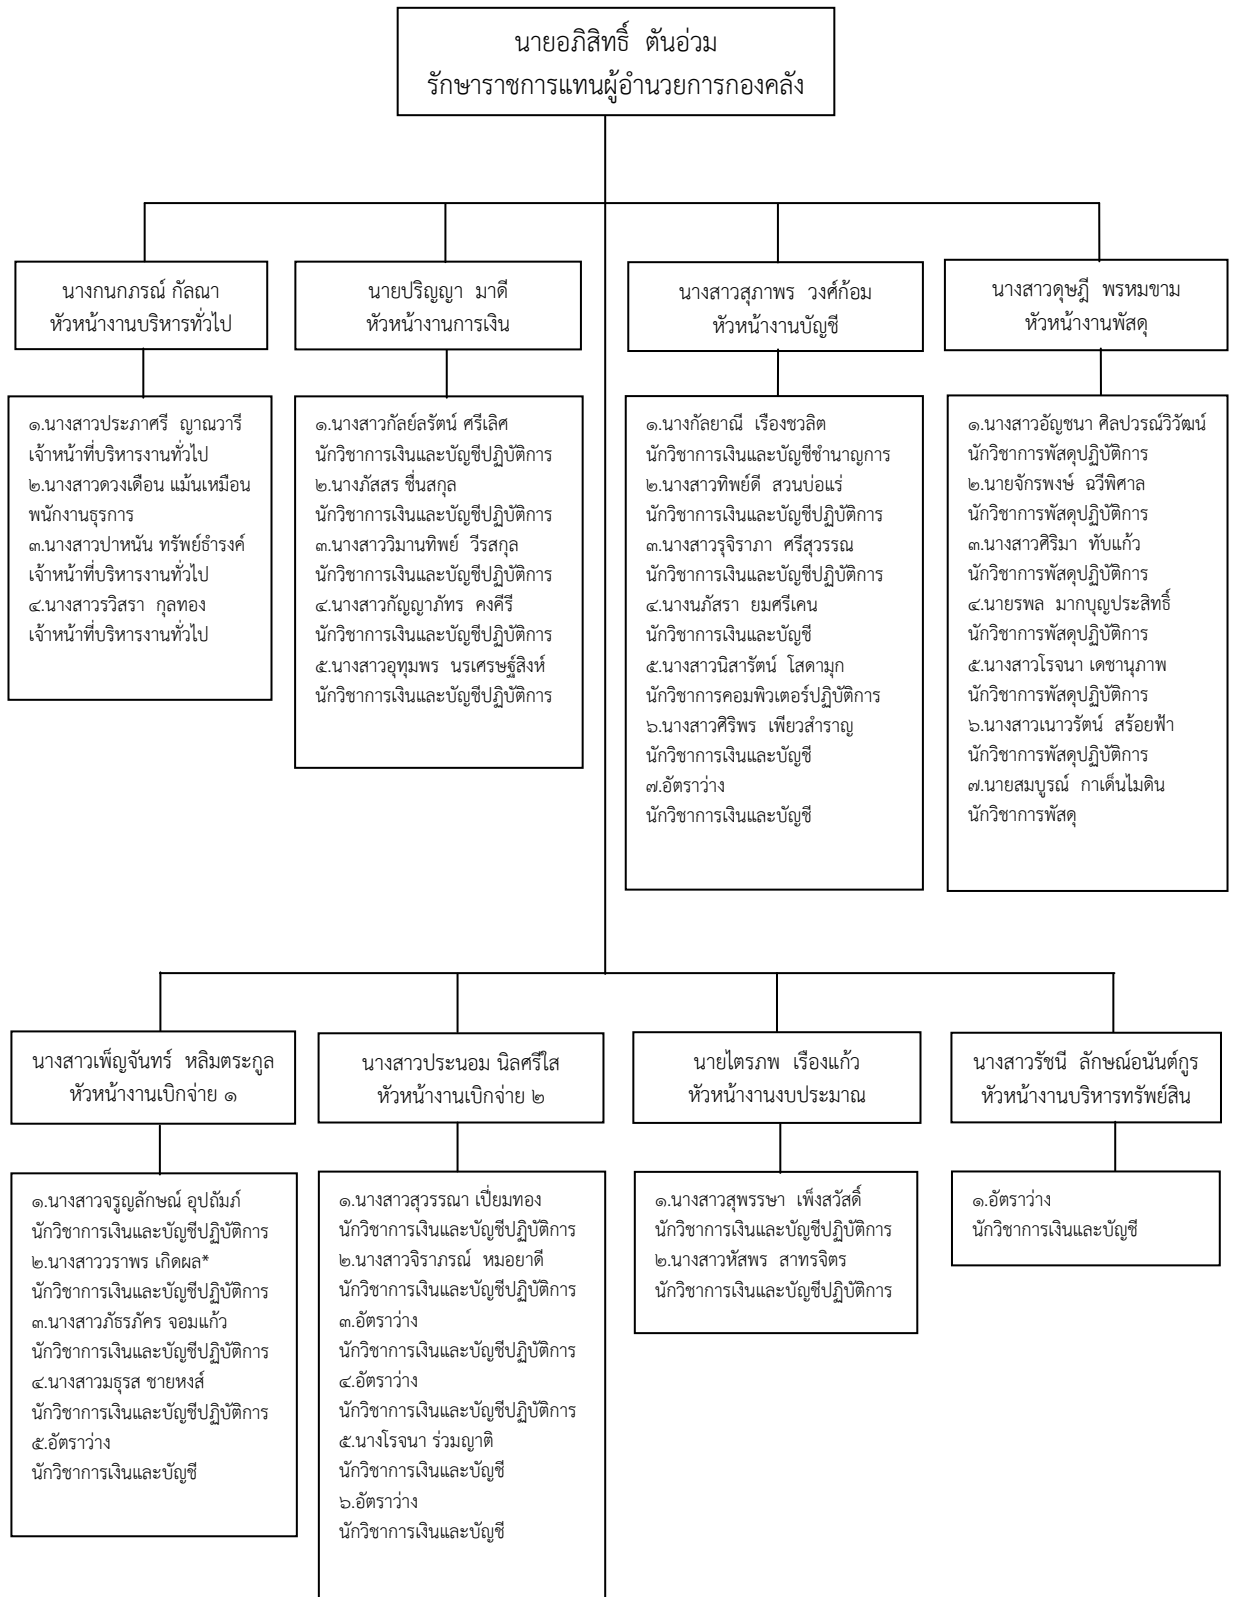 นายอภิสิทธิ์ ตันอ่วม
รักษาราชการแทนผู้อำนวยการกองคลัง
นางกนกภรณ์ กัลณา
หัวหน้างานบริหารทั่วไป
นายปริญญา มาดี
หัวหน้างานการเงิน
นางสาวสุภาพร วงศ์ก้อม
หัวหน้างานบัญชี
นางสาวดุษฎี พรหมขาม
หัวหน้างานพัสดุ
๑.นางสาวประภาศรี ญาณวารี
เจ้าหน้าที่บริหารงานทั่วไป
๒.นางสาวดวงเดือน แม้นเหมือน
พนักงานธุรการ
๓.นางสาวปาหนัน ทรัพย์ธำรงค์
เจ้าหน้าที่บริหารงานทั่วไป
๔.นางสาวรวิสรา กุลทอง
เจ้าหน้าที่บริหารงานทั่วไป
๑.นางสาวกัลย์ลรัตน์ ศรีเลิศ
นักวิชาการเงินและบัญชีปฏิบัติการ
๒.นางภัสสร ชื่นสกุล
นักวิชาการเงินและบัญชีปฏิบัติการ
๓.นางสาววิมานทิพย์ วีรสกุล
นักวิชาการเงินและบัญชีปฏิบัติการ
๔.นางสาวกัญญาภัทร คงคีรี
นักวิชาการเงินและบัญชีปฏิบัติการ
๕.นางสาวอุทุมพร นรเศรษฐ์สิงห์
นักวิชาการเงินและบัญชีปฏิบัติการ
๑.นางกัลยาณี เรืองชวลิต
นักวิชาการเงินและบัญชีชำนาญการ
๒.นางสาวทิพย์ดี สวนบ่อแร่
นักวิชาการเงินและบัญชีปฏิบัติการ
๓.นางสาวรุจิราภา ศรีสุวรรณ
นักวิชาการเงินและบัญชีปฏิบัติการ
๔.นางนภัสรา ยมศรีเคน
นักวิชาการเงินและบัญชี
๕.นางสาวนิสารัตน์ โสดามุก
นักวิชาการคอมพิวเตอร์ปฏิบัติการ
๖.นางสาวศิริพร เพียวสำราญ
นักวิชาการเงินและบัญชี
๗.อัตราว่าง
นักวิชาการเงินและบัญชี
๑.นางสาวอัญชนา ศิลปวรณ์วิวัฒน์
นักวิชาการพัสดุปฏิบัติการ
๒.นายจักรพงษ์ ฉวีพิศาล
นักวิชาการพัสดุปฏิบัติการ
๓.นางสาวศิริมา ทับแก้ว
นักวิชาการพัสดุปฏิบัติการ
๔.นายรพล มากบุญประสิทธิ์
นักวิชาการพัสดุปฏิบัติการ
๕.นางสาวโรจนา เดชานุภาพ
นักวิชาการพัสดุปฏิบัติการ
๖.นางสาวเนาวรัตน์ สร้อยฟ้า
นักวิชาการพัสดุปฏิบัติการ
๗.นายสมบูรณ์ กาเด็นไมดิน
นักวิชาการพัสดุ
นางสาวเพ็ญจันทร์ หลิมตระกูล
หัวหน้างานเบิกจ่าย ๑
นางสาวประนอม นิลศรีใส
หัวหน้างานเบิกจ่าย ๒
นายไตรภพ เรืองแก้ว
หัวหน้างานงบประมาณ
นางสาวรัชนี ลักษณ์อนันต์กูร
หัวหน้างานบริหารทรัพย์สิน
๑.นางสาวจรูญลักษณ์ อุปถัมภ์
นักวิชาการเงินและบัญชีปฏิบัติการ
๒.นางสาววราพร เกิดผล*
นักวิชาการเงินและบัญชีปฏิบัติการ
๓.นางสาวภัธรภัคร จอมแก้ว
นักวิชาการเงินและบัญชีปฏิบัติการ
๔.นางสาวมธุรส ชายหงส์
นักวิชาการเงินและบัญชีปฏิบัติการ
๕.อัตราว่าง
นักวิชาการเงินและบัญชี
๑.นางสาวสุวรรณา เปี่ยมทอง
นักวิชาการเงินและบัญชีปฏิบัติการ
๒.นางสาวจิราภรณ์ หมอยาดี
นักวิชาการเงินและบัญชีปฏิบัติการ
๓.อัตราว่าง
นักวิชาการเงินและบัญชีปฏิบัติการ
๔.อัตราว่าง
นักวิชาการเงินและบัญชีปฏิบัติการ
๕.นางโรจนา ร่วมญาติ
นักวิชาการเงินและบัญชี
๖.อัตราว่าง
นักวิชาการเงินและบัญชี
๑.นางสาวสุพรรษา เพ็งสวัสดิ์
นักวิชาการเงินและบัญชีปฏิบัติการ
๒.นางสาวหัสพร สาทรจิตร
นักวิชาการเงินและบัญชีปฏิบัติการ
๑.อัตราว่าง
นักวิชาการเงินและบัญชี